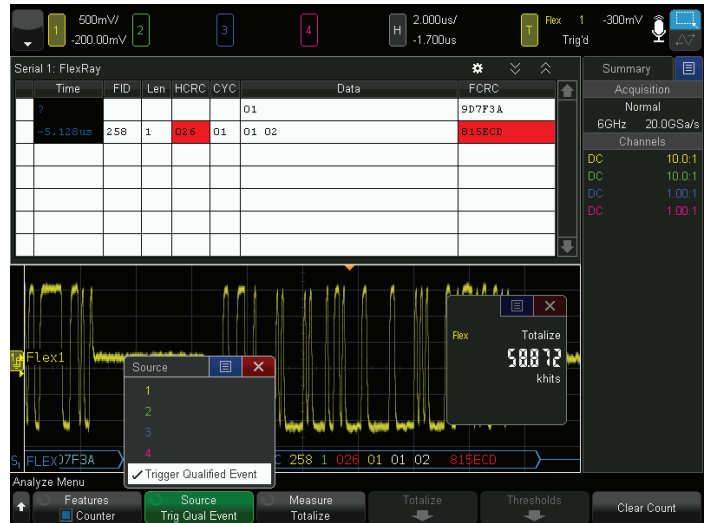 1 500mV/ -200.00mV 2 3 4 H 2.000us/ -1.700us T Flex 1 -300mV Trig'd
Serial 1: FlexRay
Time FID Len HCRC CYC Data FCRC
? 01 9D7F3A
-5.128us 258 1 026 01 01 02 815ECD
Summary
Acquisition
Normal
6GHz 20.0GSa/s
Channels
DC 10.0:1
DC 10.0:1
DC 1.00:1
DC 1.00:1
Flex1
Flex Totalize
58.872
khits
Source
1
2
3
4
Trigger Qualified Event
S1 FLEX 7F3A 258 1 026 01 01 02 815ECD
Analyze Menu
Features Counter
Source Trig Qual Event
Measure Totalize
Totalize
Thresholds
Clear Count